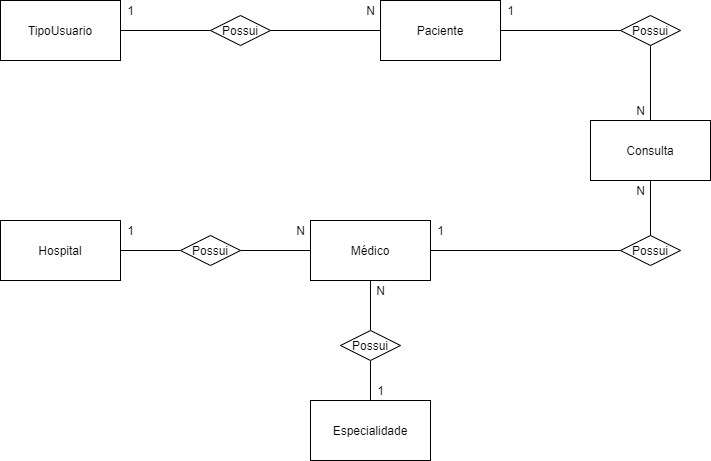 1
N
1
TipoUsuario
Possui
Paciente
Possui
N
Consulta
N
1
N
1
Hospital
Possui
Médico
Possui
N
Possui
1
Especialidade